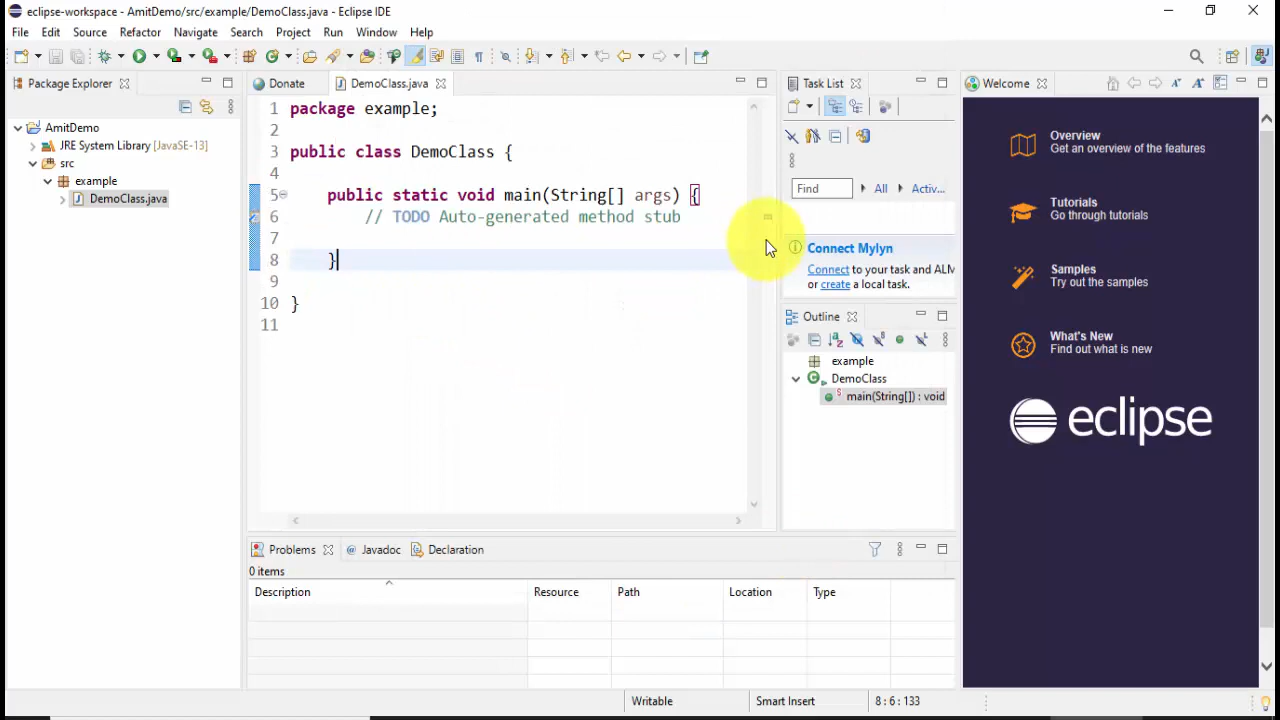 eclipse-workspace - AmitDemo/src/example/DemoClass.java - Eclipse IDE
File Edit Source Refactor Navigate Search Project Run Window Help
Package Explorer
AmitDemo
JRE System Library [JavaSE-13]
src
example
DemoClass.java
Donate
DemoClass.java
1 package example;
2
3 public class DemoClass {
4
5 public static void main(String[] args) {
6 // TODO Auto-generated method stub
7
8 }
9
10 }
11
Task List
Find All Activ...
Connect Mylyn
Connect to your task and ALM
or create a local task.
Outline
example
DemoClass
main(String[]) : void
Welcome
Overview
Get an overview of the features
Tutorials
Go through tutorials
Samples
Try out the samples
What's New
Find out what is new
eclipse
Problems
Javadoc
Declaration
0 items
Description Resource Path Location Type
Writable Smart Insert 8 : 6 : 133